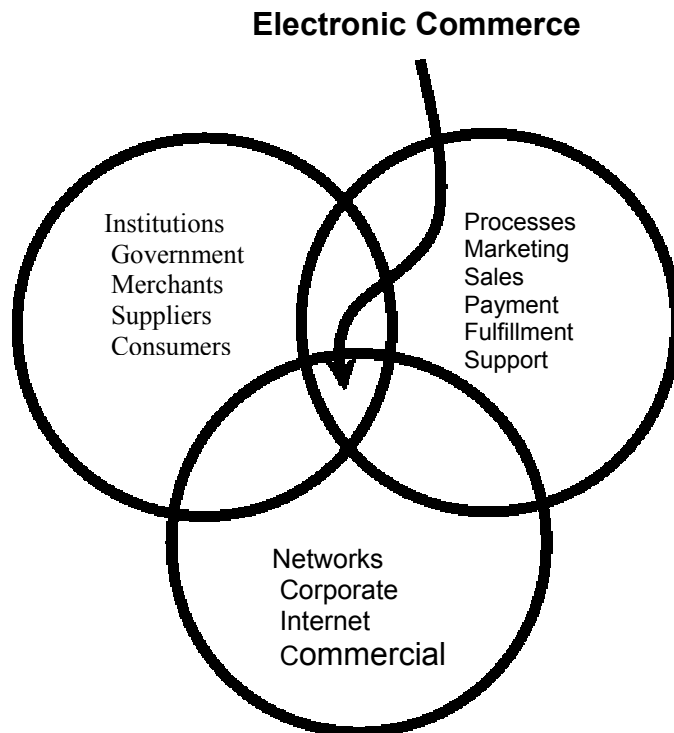 Electronic Commerce
Institutions
Government
Merchants
Suppliers
Consumers
Processes
Marketing
Sales
Payment
Fulfillment
Support
Networks
Corporate
Internet
Commercial